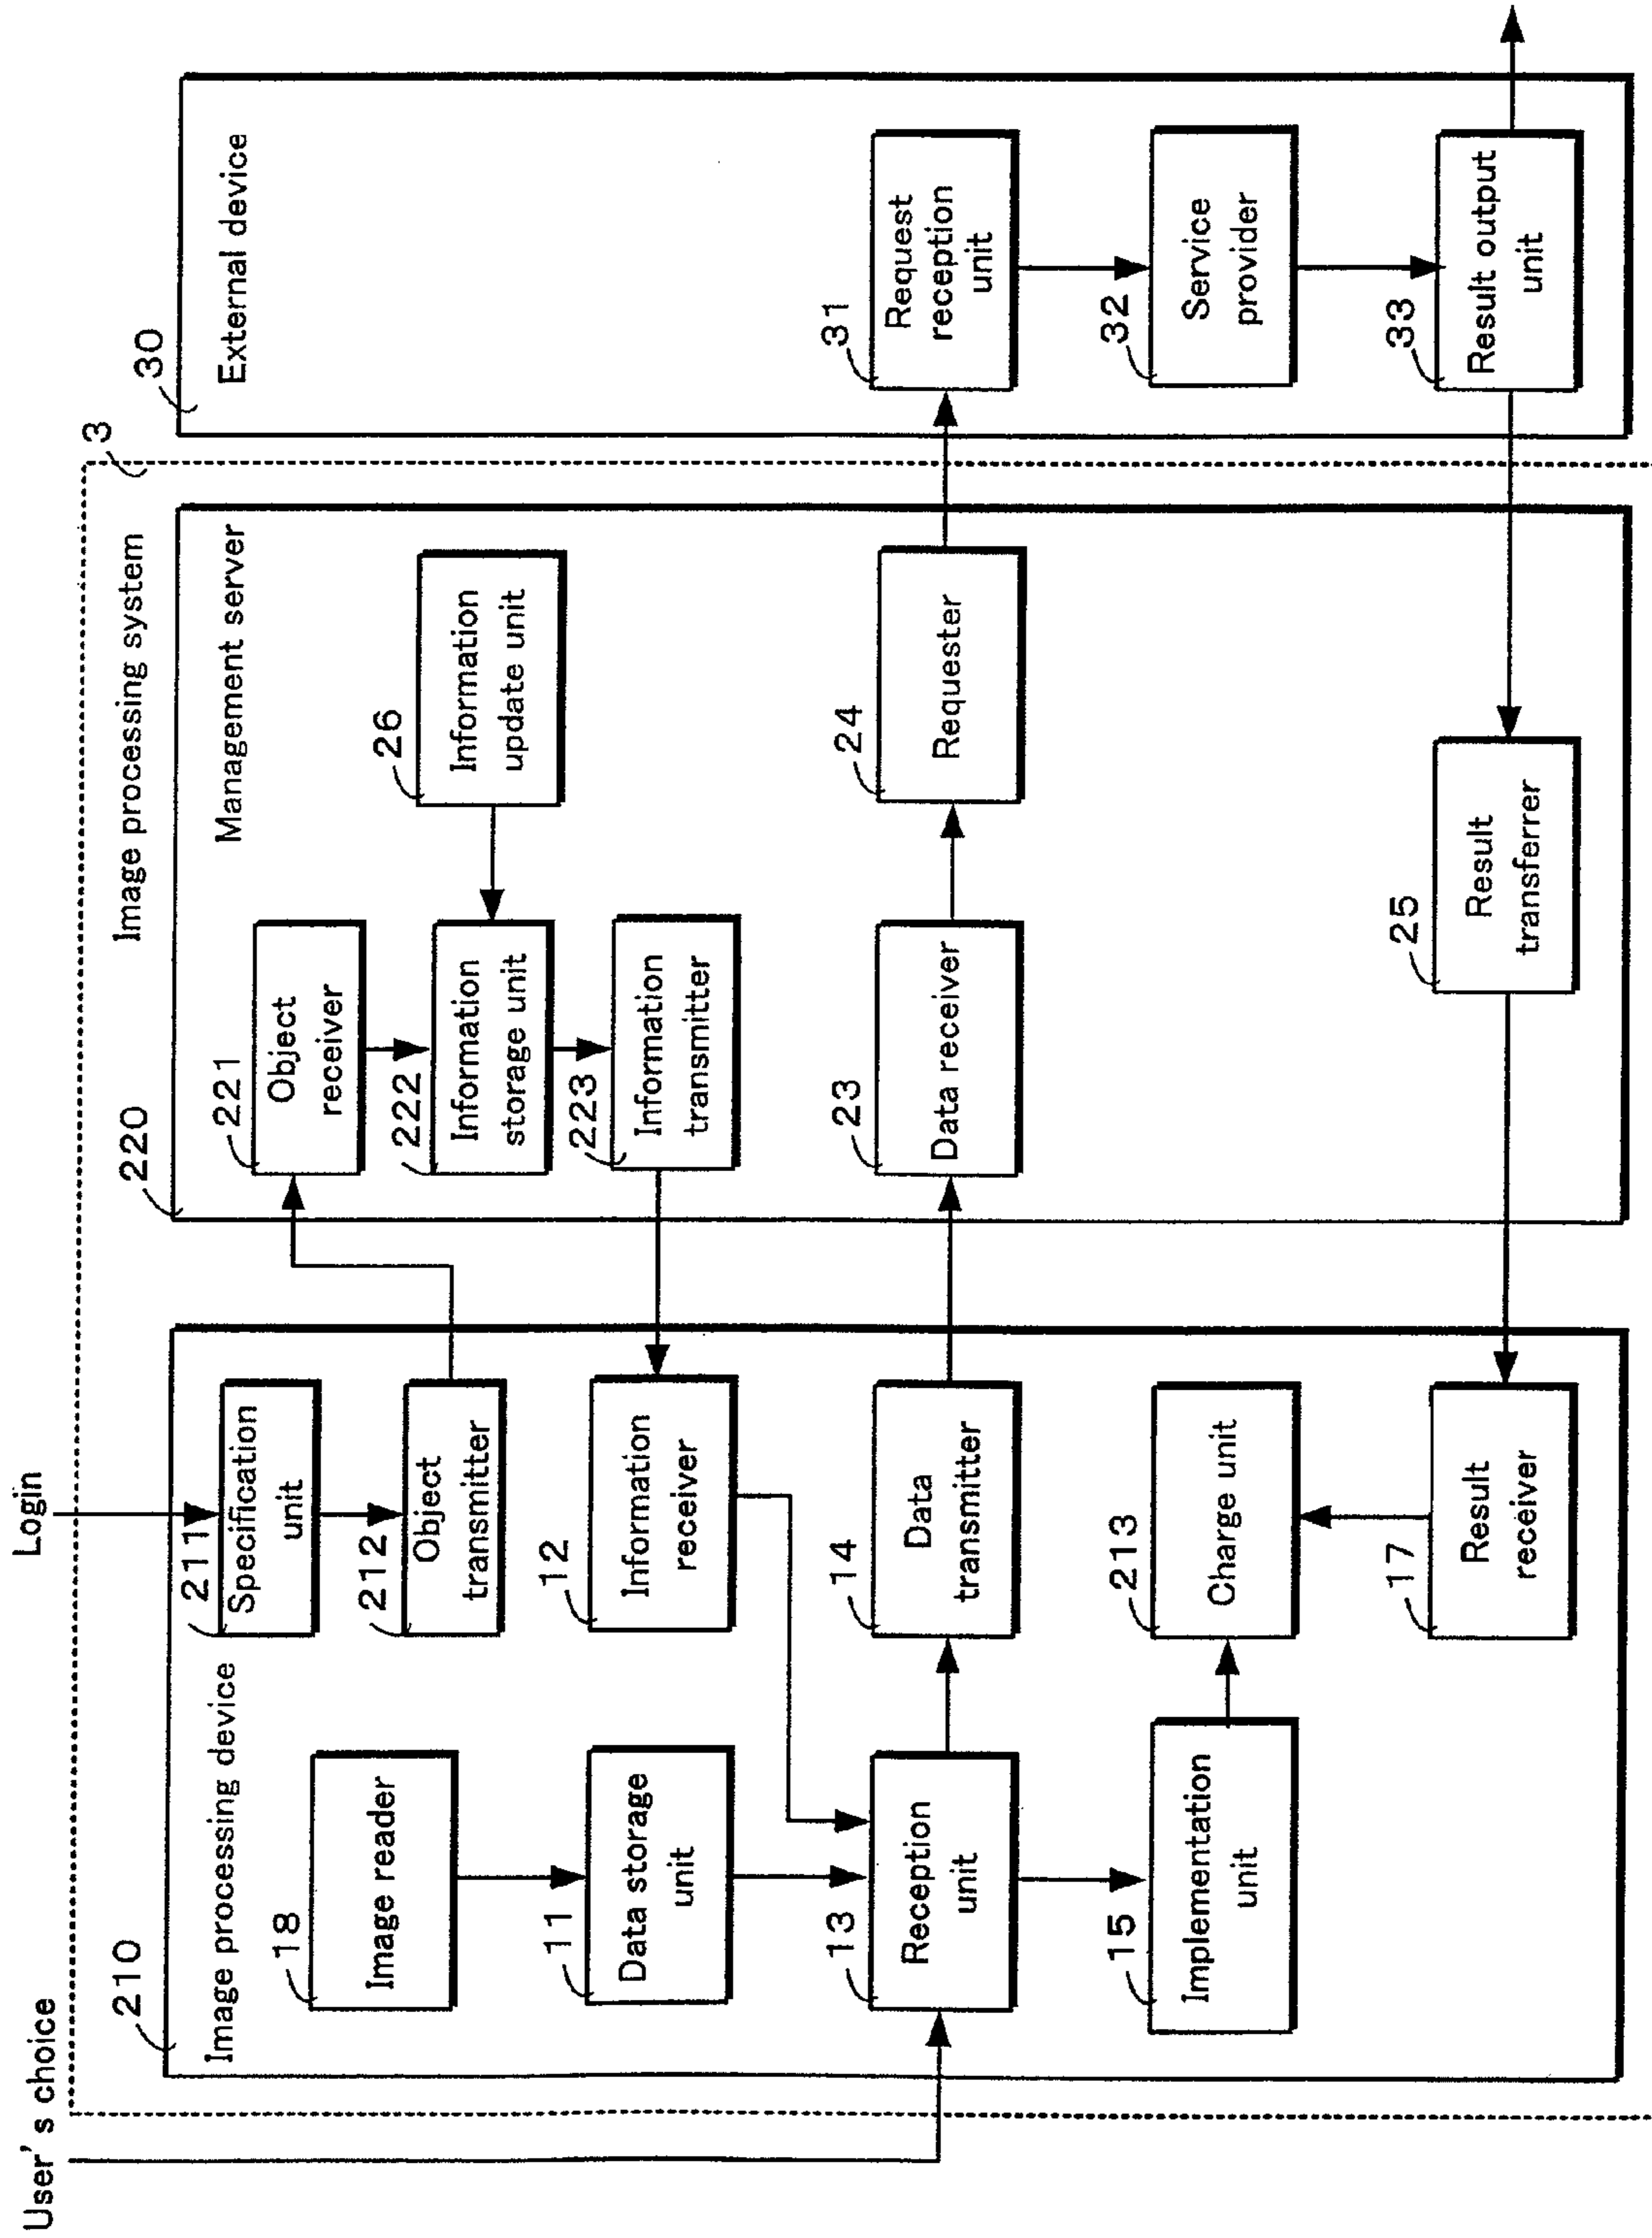 User's choice
Login
Image processing system
3
210
Image processing device
18
Image reader
11
Data storage
unit
13
Reception
unit
15
Implementation
unit
211
Specification
unit
212
Object
transmitter
12
Information
receiver
14
Data
transmitter
213
Charge unit
17
Result
receiver
220
Management server
221
Object
receiver
222
Information
storage unit
223
Information
transmitter
26
Information
update unit
23
Data receiver
24
Requester
25
Result
transferrer
30
External device
31
Request
reception
unit
32
Service
provider
33
Result output
unit